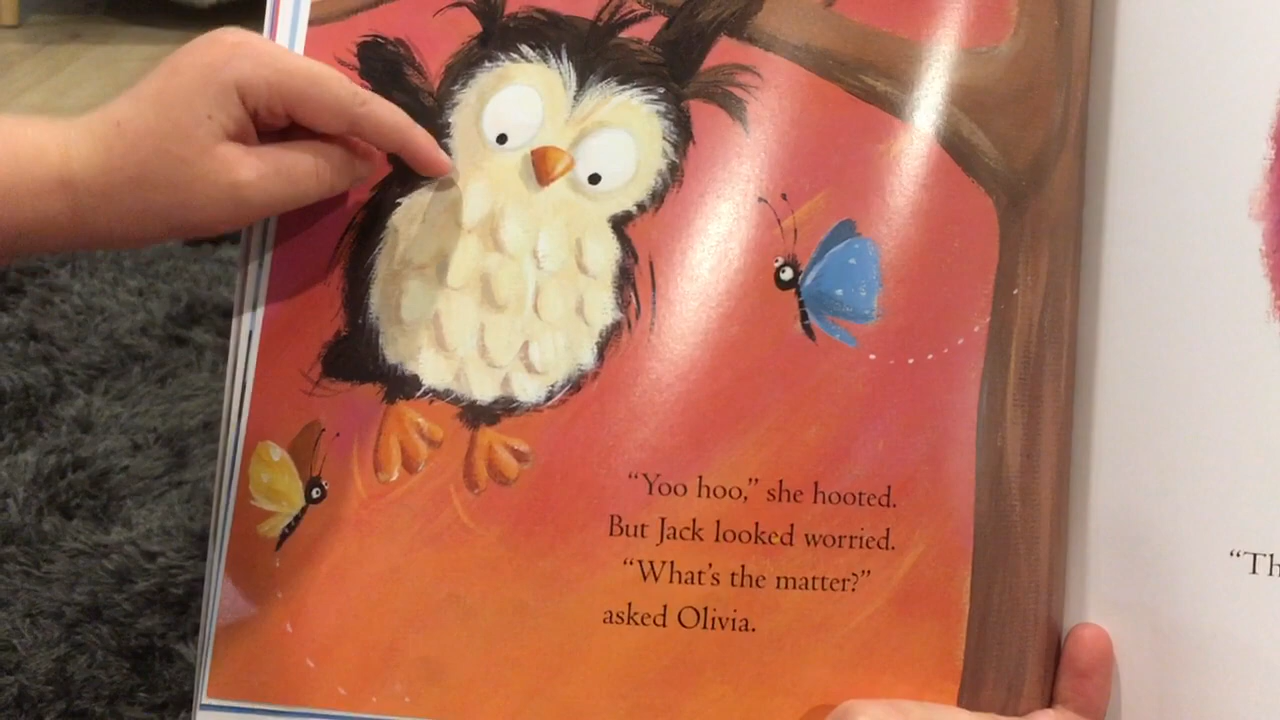 “Yoo hoo,” she hooted.
But Jack looked worried.
“What’s the matter?”
asked Olivia.